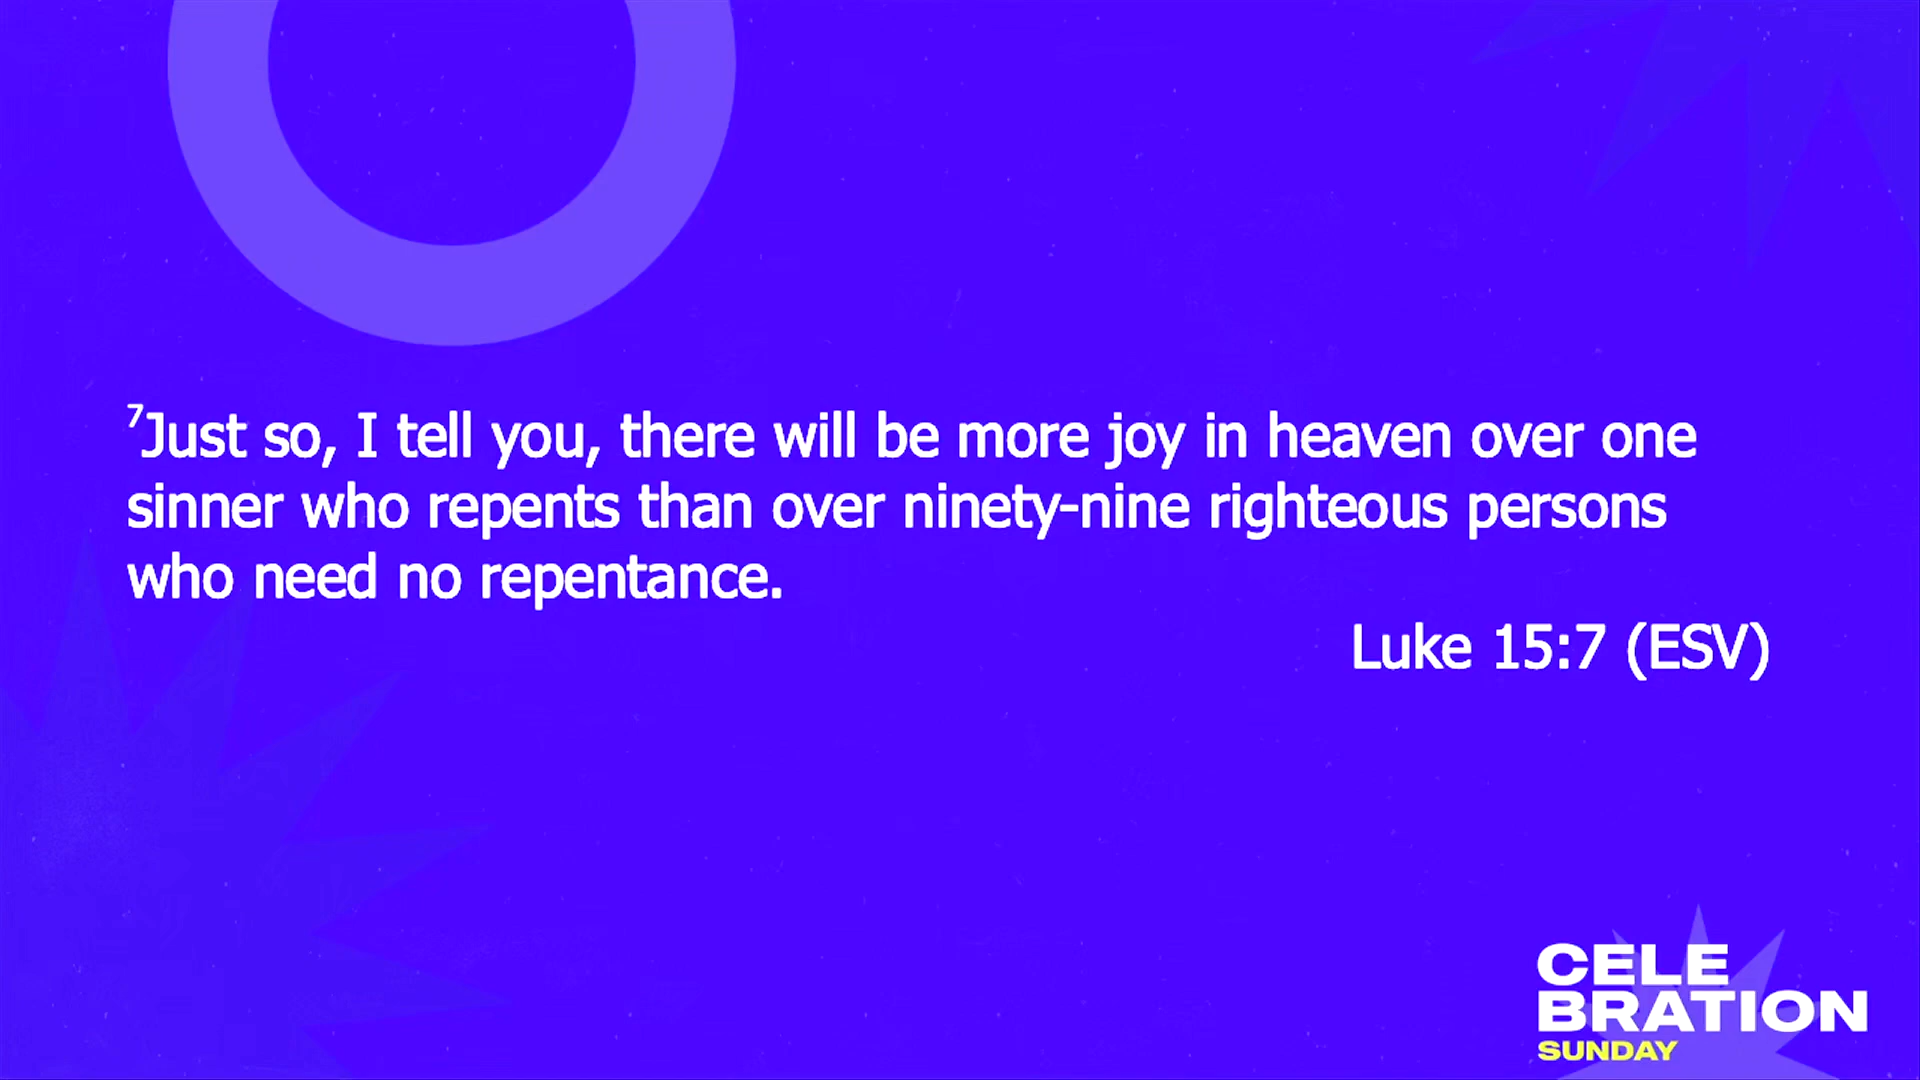 ⁷Just so, I tell you, there will be more joy in heaven over one
sinner who repents than over ninety-nine righteous persons
who need no repentance.
Luke 15:7 (ESV)
CELE
BRATION
SUNDAY